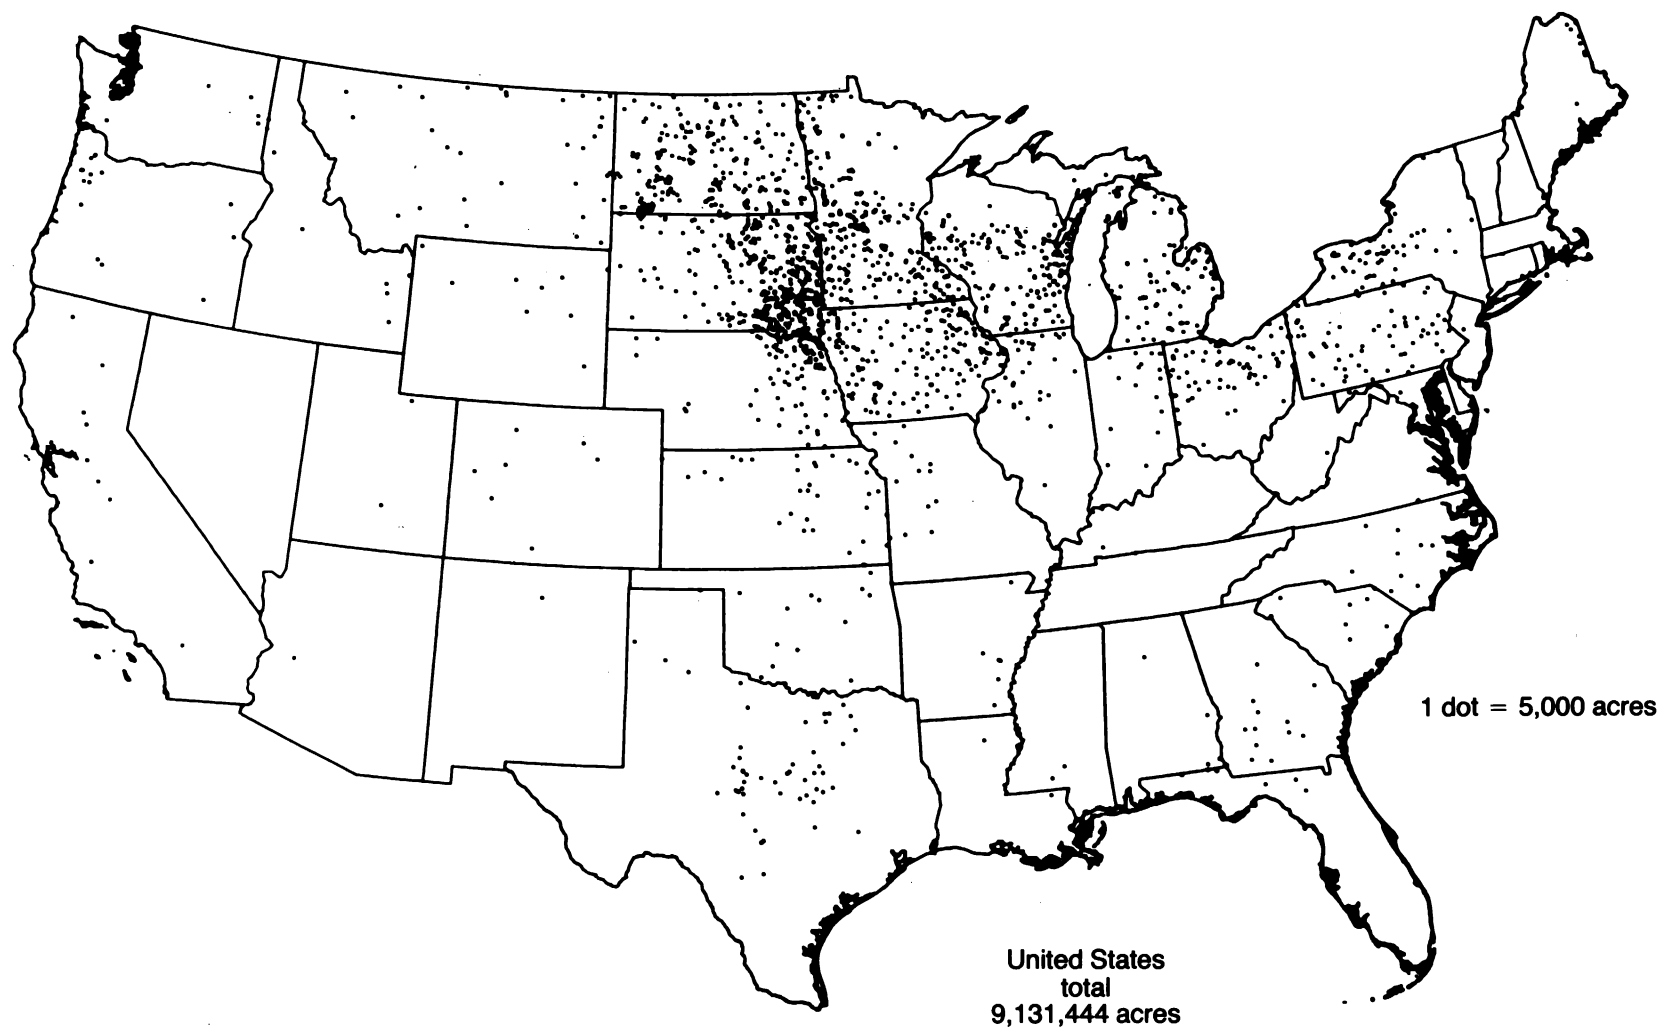 1 dot = 5,000 acres
United States
total
9,131,444 acres